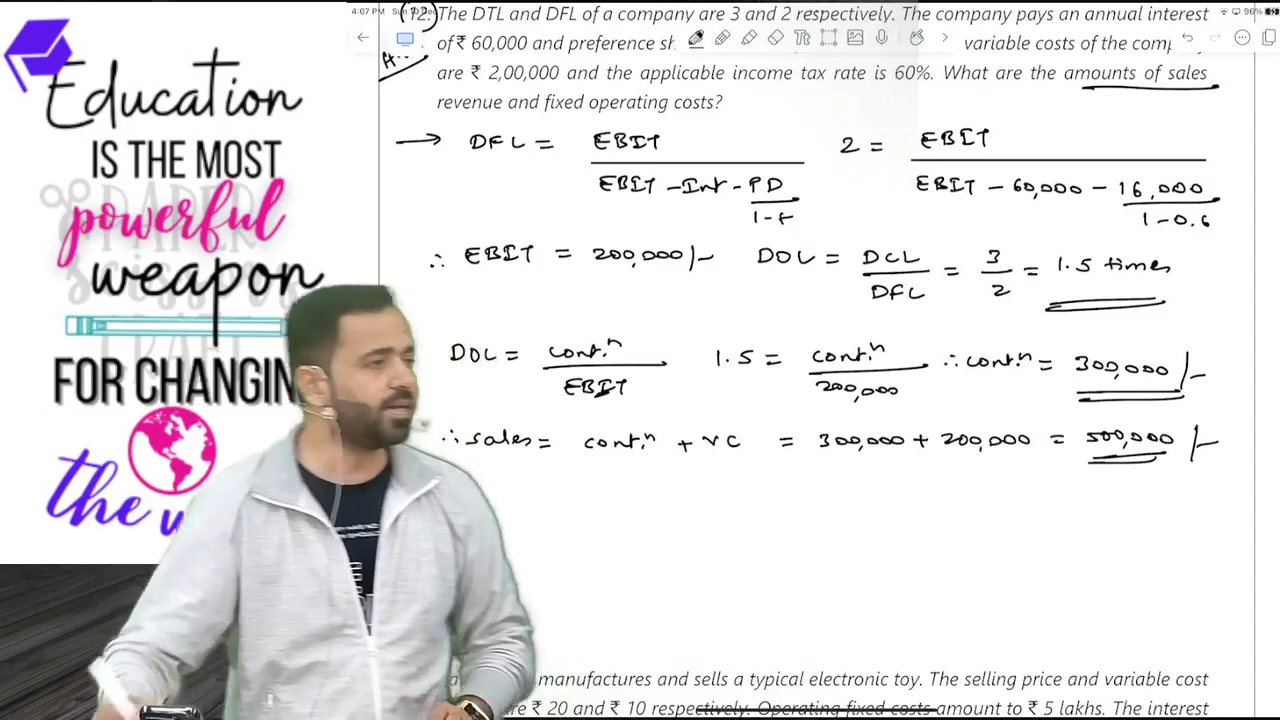 4:07 PM Sun
96%
12. The DTL and DFL of a company are 3 and 2 respectively. The company pays an annual interest
of ₹ 60,000 and preference sh variable costs of the comp
are ₹ 2,00,000 and the applicable income tax rate is 60%. What are the amounts of sales
revenue and fixed operating costs?
Education
IS THE MOST
powerful
weapon
FOR CHANGIN
the w
→ DFL = EBIT / EBIT - Int - PD / 1-t 2 = EBIT / EBIT - 60,000 - 16,000 / 1-0.6
∴ EBIT = 200,000/- DOL = DCL / DFL = 3 / 2 = 1.5 times
DOL = contⁿ / EBIT 1.5 = contⁿ / 200,000 ∴ contⁿ = 300,000/-
∴ sales = contⁿ + VC = 300,000 + 200,000 = 500,000/-
manufactures and sells a typical electronic toy. The selling price and variable cost
re ₹ 20 and ₹ 10 respectively. Operating fixed costs amount to ₹ 5 lakhs. The interest